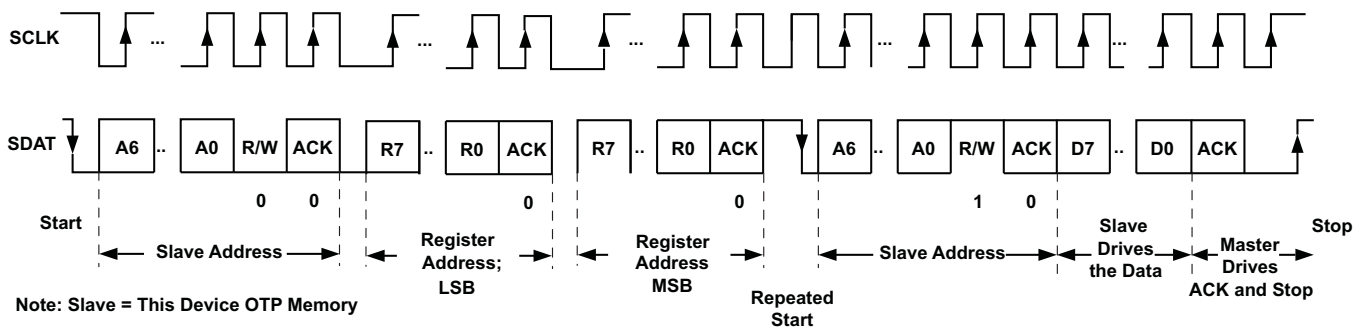 SCLK ... ... ... ... ... ...
SDAT A6 .. A0 R/W ACK R7 .. R0 ACK R7 .. R0 ACK A6 .. A0 R/W ACK D7 .. D0 ACK
0 0 0 0 1 0
Start
Slave Address
Register
Address;
LSB
Register
Address
MSB
Repeated
Start
Slave Address
Slave
Drives
the Data
Master
Drives
ACK and Stop
Stop
Note: Slave = This Device OTP Memory